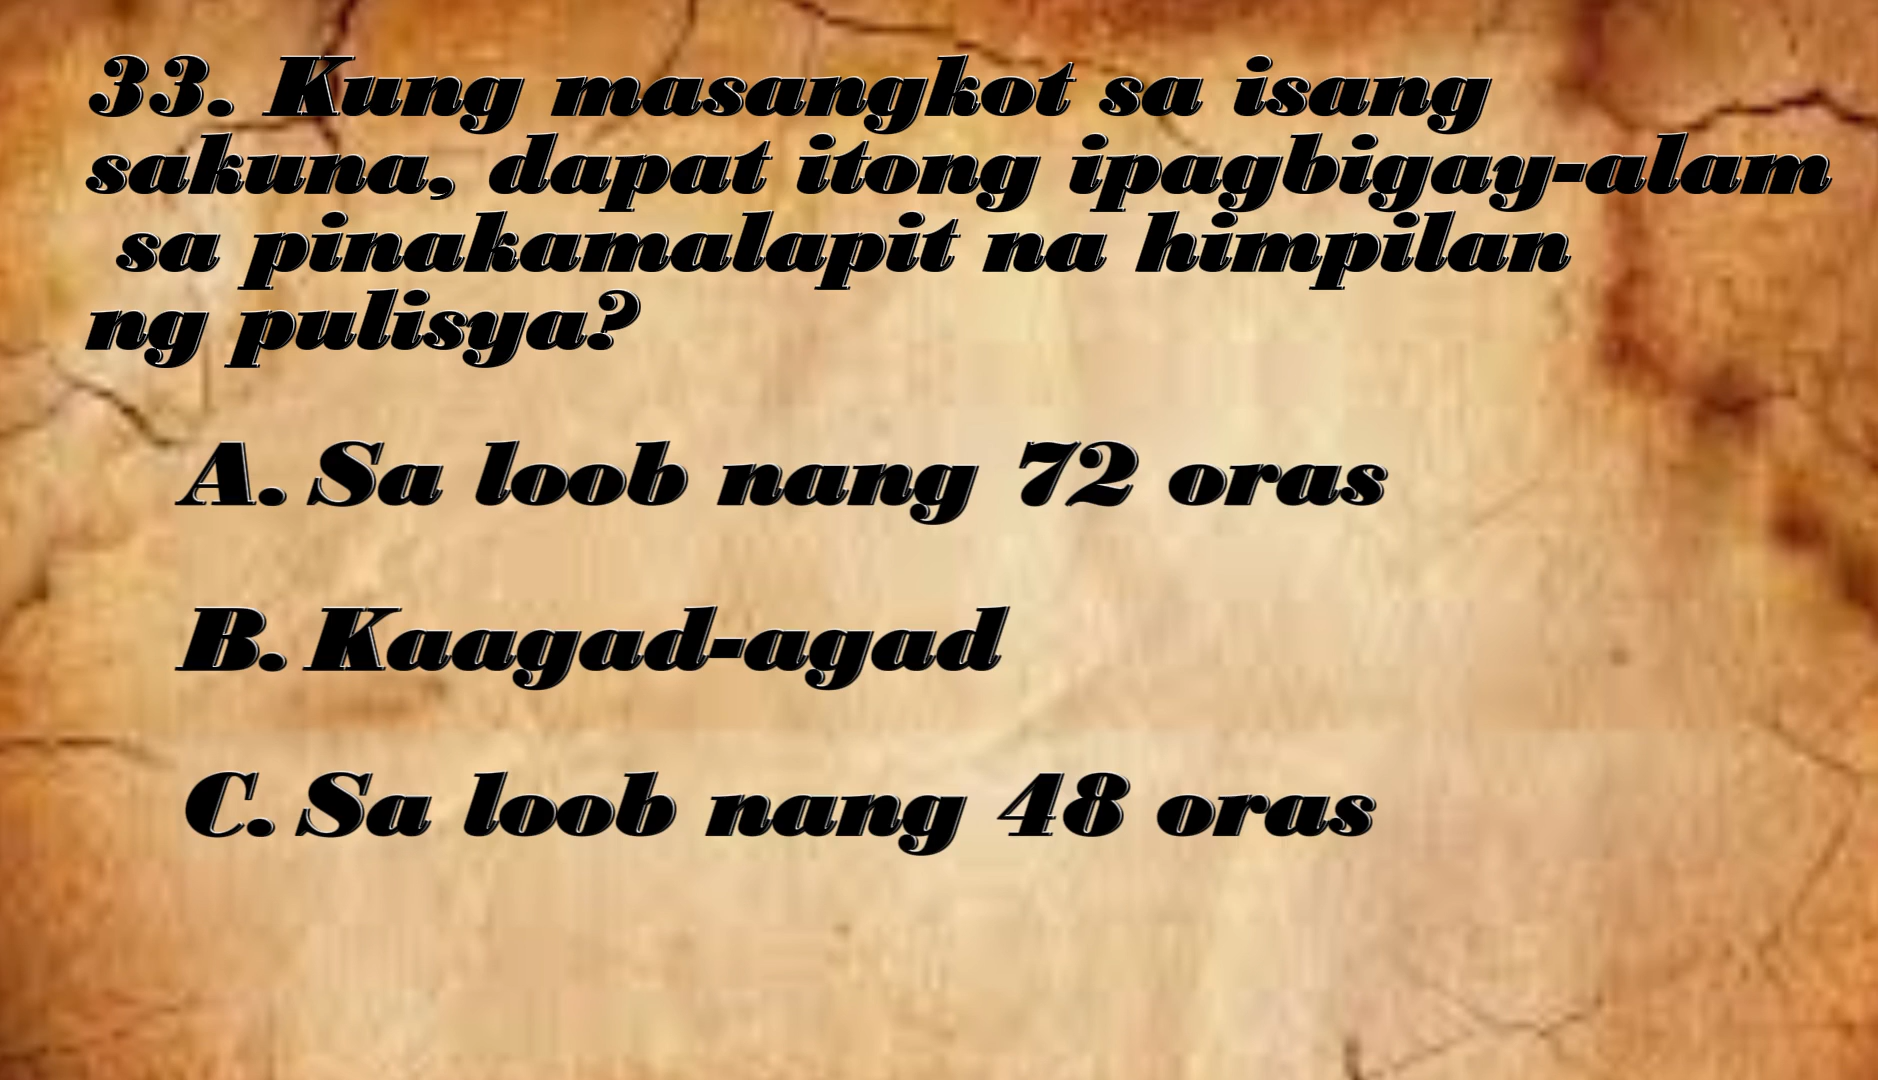 33. Kung masangkot sa isang
sakuna, dapat itong ipagbigay-alam
sa pinakamalapit na himpilan
ng pulisya?
A. Sa loob nang 72 oras
B. Kaagad-agad
C. Sa loob nang 48 oras